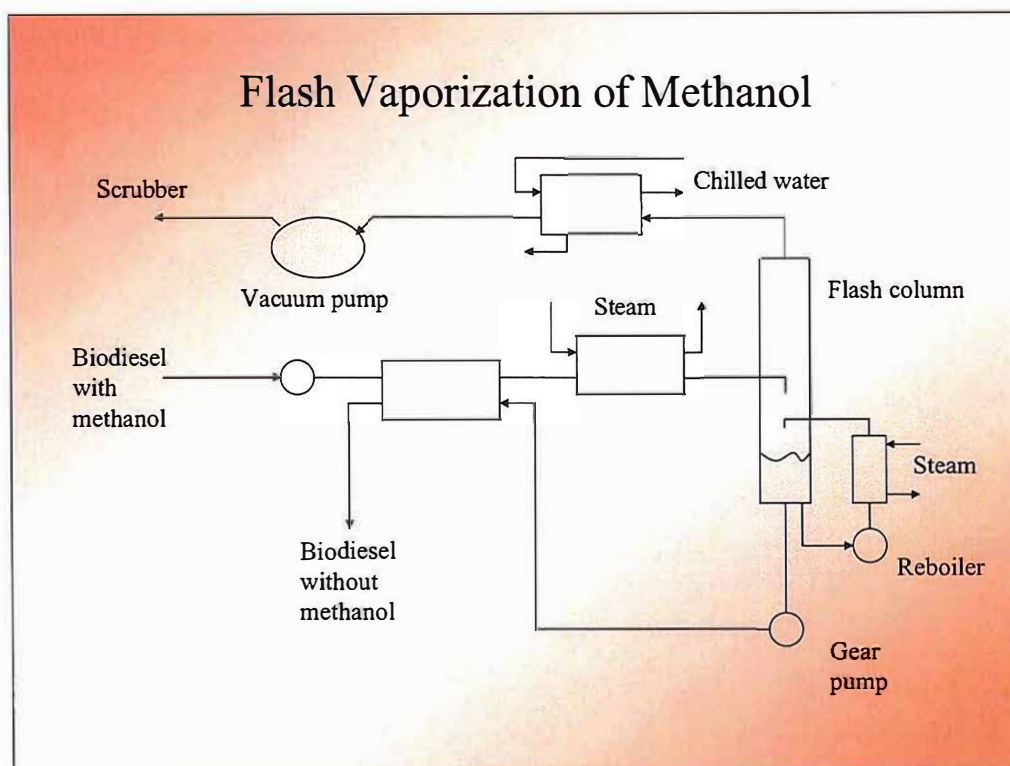 Flash Vaporization of Methanol
Scrubber
Chilled water
Vacuum pump
Flash column
Steam
Biodiesel
with
methanol
Steam
Biodiesel
without
methanol
Reboiler
Gear
pump